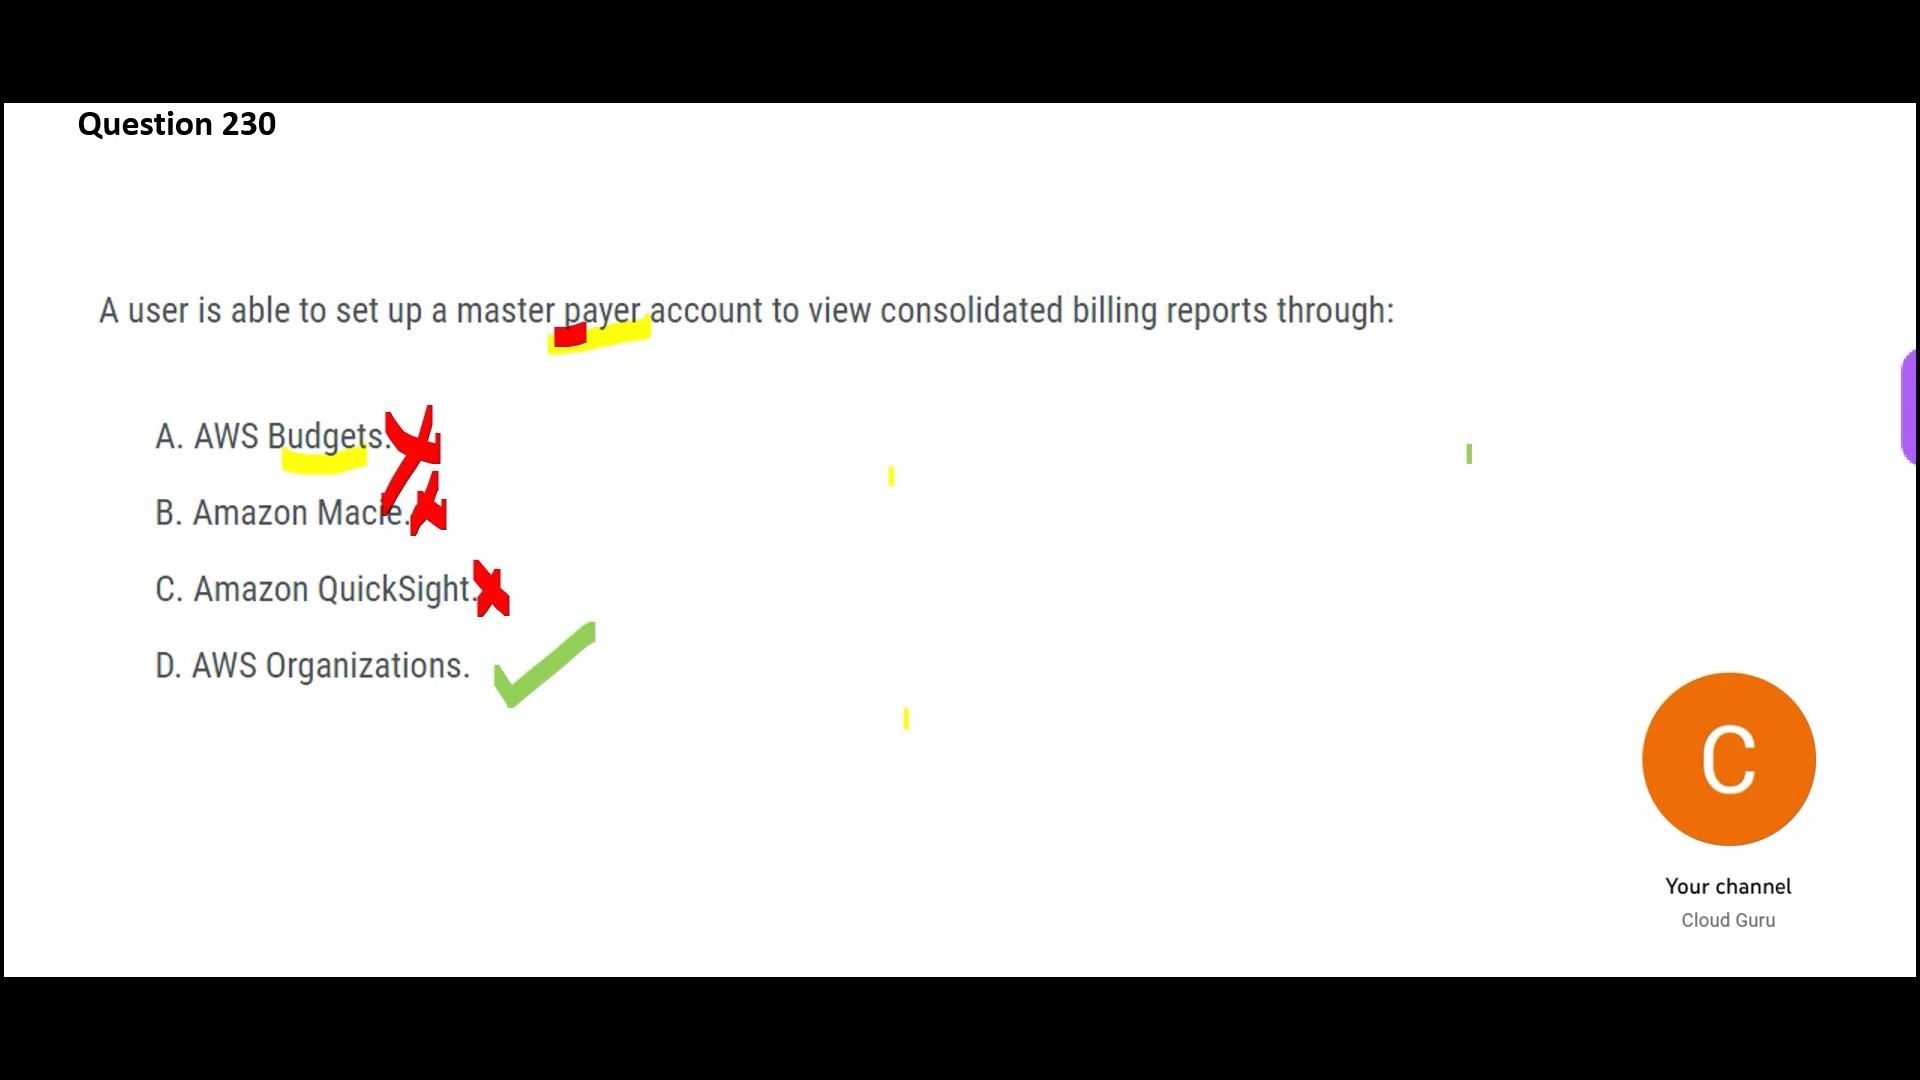 Question 230
A user is able to set up a master payer account to view consolidated billing reports through:
A. AWS Budgets.
B. Amazon Macie.
C. Amazon QuickSight.
D. AWS Organizations.
C
Your channel
Cloud Guru